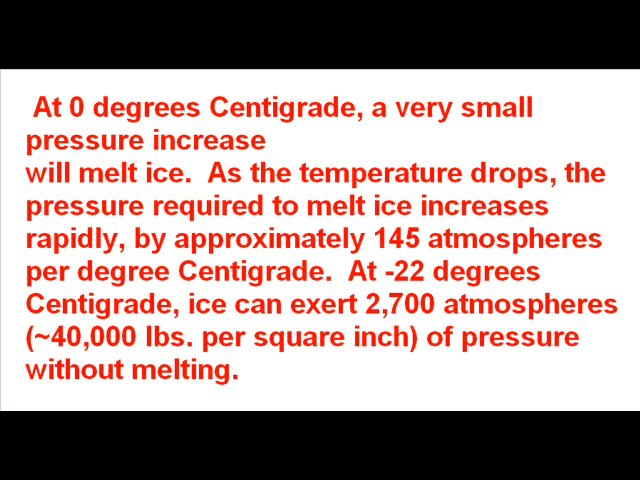 At 0 degrees Centigrade, a very small
pressure increase
will melt ice.  As the temperature drops, the
pressure required to melt ice increases
rapidly, by approximately 145 atmospheres
per degree Centigrade.  At -22 degrees
Centigrade, ice can exert 2,700 atmospheres
(~40,000 lbs. per square inch) of pressure
without melting.